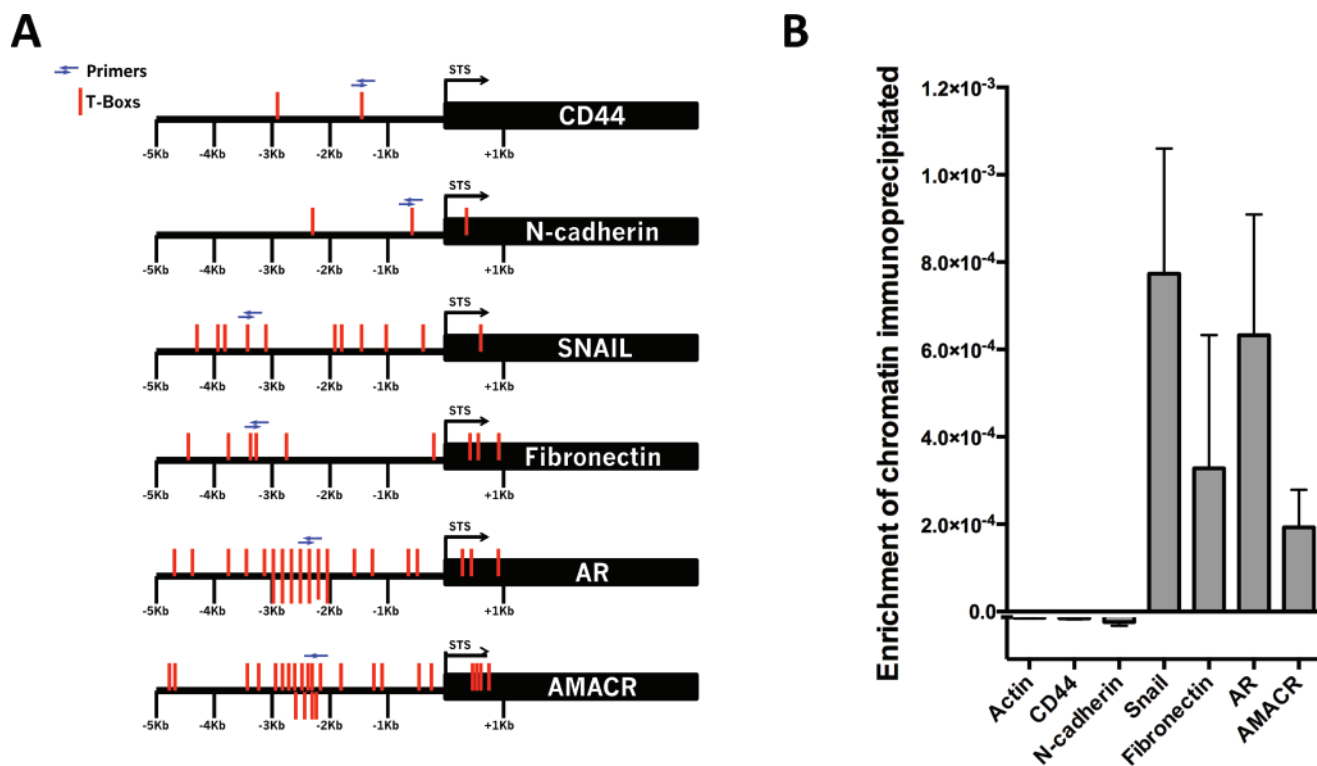 A
Primers
T-Boxs
STS
CD44
-5Kb -4Kb -3Kb -2Kb -1Kb +1Kb
STS
N-cadherin
-5Kb -4Kb -3Kb -2Kb -1Kb +1Kb
STS
SNAIL
-5Kb -4Kb -3Kb -2Kb -1Kb +1Kb
STS
Fibronectin
-5Kb -4Kb -3Kb -2Kb -1Kb +1Kb
STS
AR
-5Kb -4Kb -3Kb -2Kb -1Kb +1Kb
STS
AMACR
-5Kb -4Kb -3Kb -2Kb -1Kb +1Kb
B
Enrichment of chromatin immunoprecipitated
1.2×10⁻³
1.0×10⁻³
8.0×10⁻⁴
6.0×10⁻⁴
4.0×10⁻⁴
2.0×10⁻⁴
0.0
Actin
CD44
N-cadherin
Snail
Fibronectin
AR
AMACR